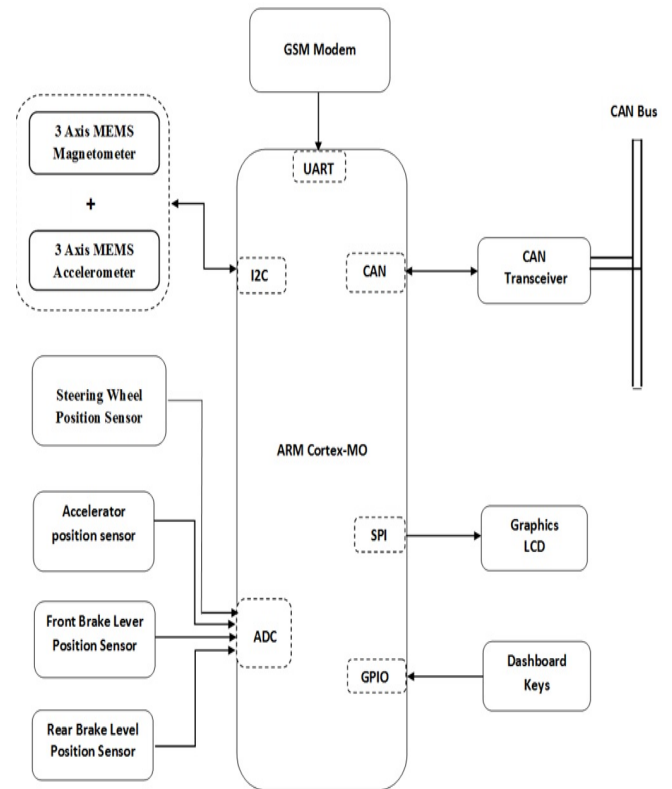 GSM Modem
CAN Bus
3 Axis MEMS
Magnetometer
+
3 Axis MEMS
Accelerometer
UART
I2C
CAN
CAN
Transceiver
Steering Wheel
Position Sensor
ARM Cortex-MO
Accelerator
position sensor
SPI
Graphics
LCD
Front Brake Lever
Position Sensor
ADC
GPIO
Dashboard
Keys
Rear Brake Level
Position Sensor